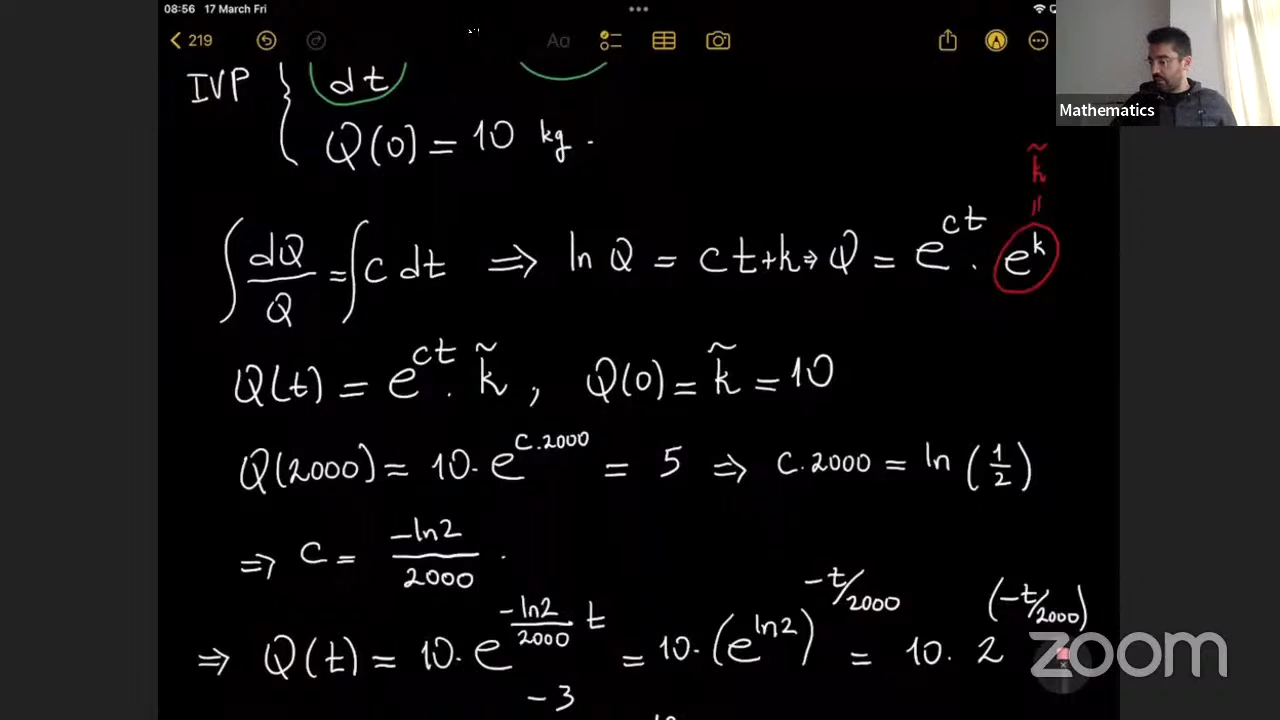 08:56 17 March Fri
219
Aa
Mathematics
IVP { dt
Q(0) = 10 kg.
k̃
=
∫ dQ/Q = ∫ c dt ⇒ ln Q = ct+k ⇒ Q = e^{ct} . e^k
Q(t) = e^{ct} . k̃ , Q(0) = k̃ = 10
Q(2000) = 10. e^{c.2000} = 5 ⇒ c.2000 = ln (1/2)
⇒ c = -ln2/2000 .
⇒ Q(t) = 10. e^{-ln2/2000 t} = 10. (e^{ln2})^{-t/2000} = 10. 2^{(-t/2000)}
zoom
-3